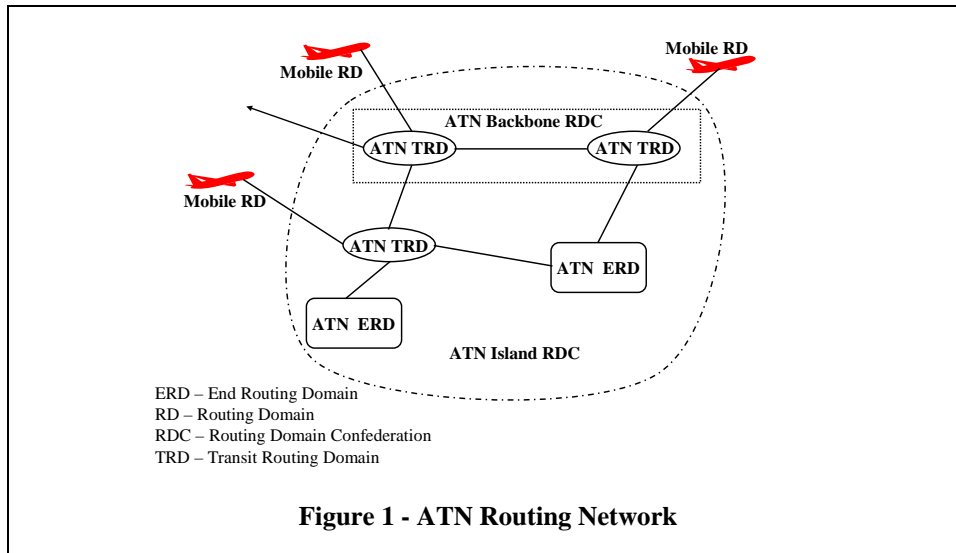 Mobile RD
Mobile RD
ATN Backbone RDC
ATN TRD
ATN TRD
Mobile RD
ATN TRD
ATN ERD
ATN ERD
ATN Island RDC
ERD – End Routing Domain
RD – Routing Domain
RDC – Routing Domain Confederation
TRD – Transit Routing Domain
Figure 1 - ATN Routing Network